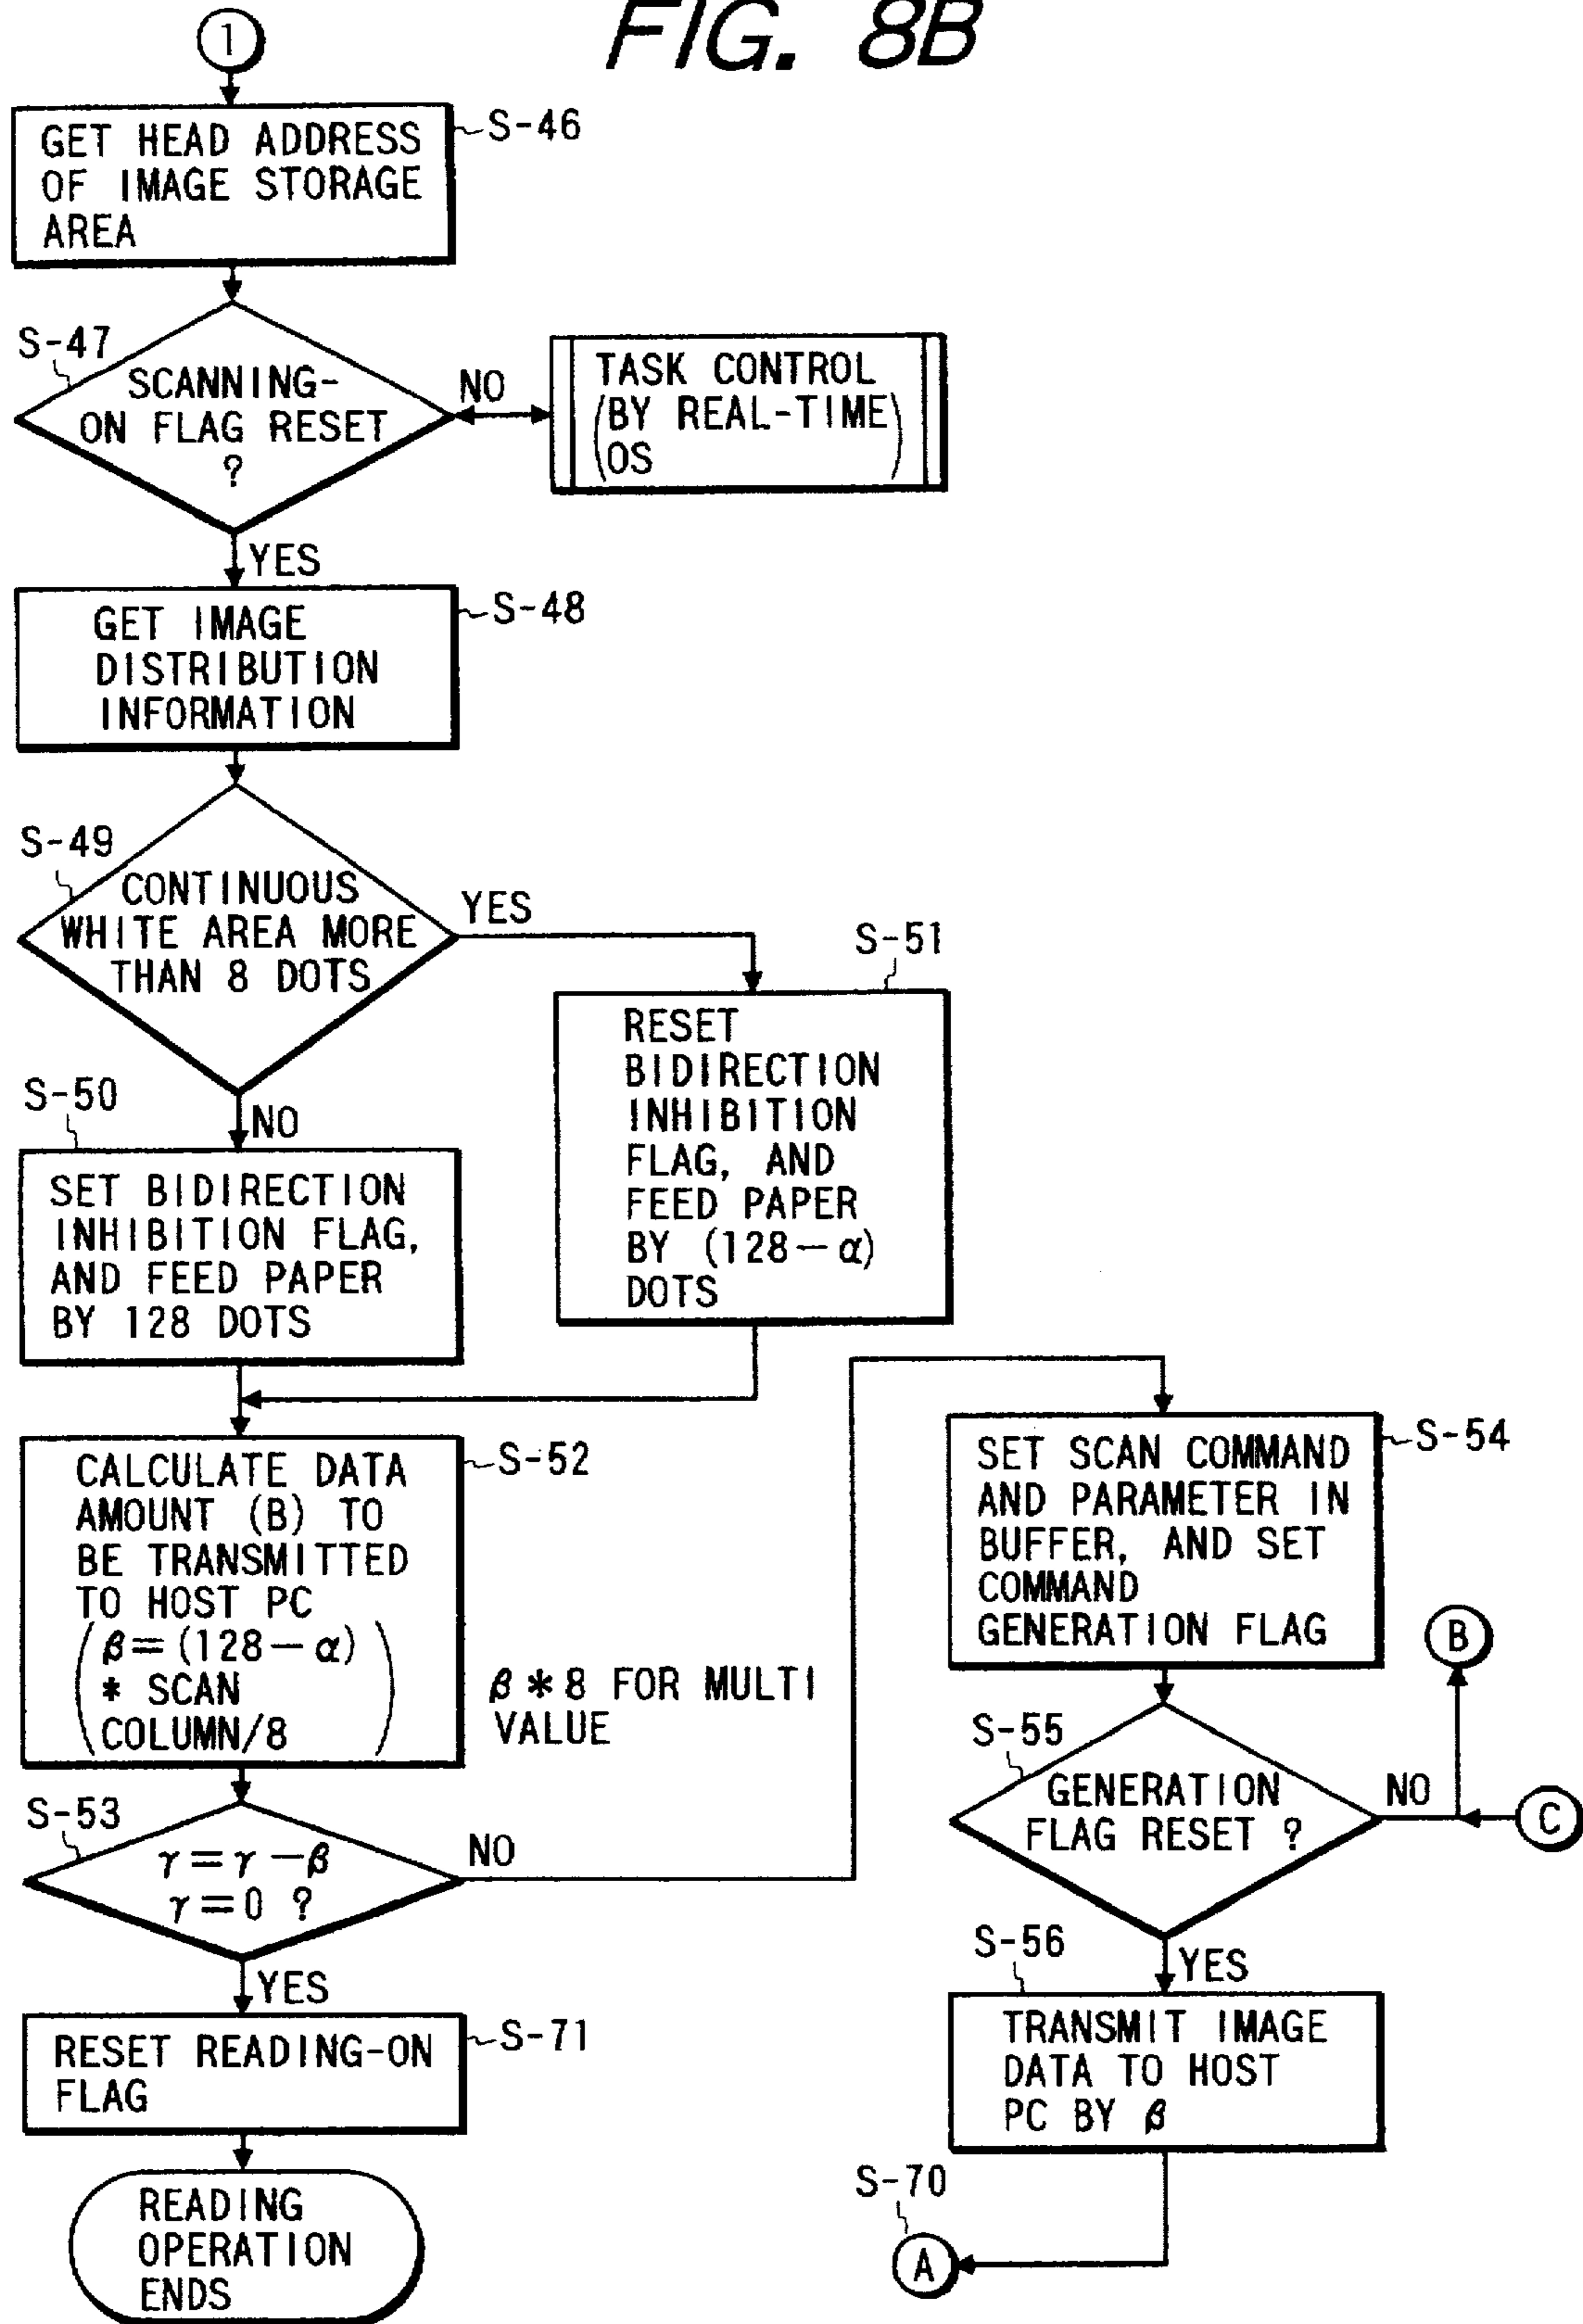 FIG. 8B
1
GET HEAD ADDRESS
OF IMAGE STORAGE
AREA
S-46
S-47
SCANNING-
ON FLAG RESET
?
NO
TASK CONTROL
(BY REAL-TIME
OS)
YES
GET IMAGE
DISTRIBUTION
INFORMATION
S-48
S-49
CONTINUOUS
WHITE AREA MORE
THAN 8 DOTS
YES
S-51
RESET
BIDIRECTION
INHIBITION
FLAG, AND
FEED PAPER
BY (128-α)
DOTS
NO
S-50
SET BIDIRECTION
INHIBITION FLAG,
AND FEED PAPER
BY 128 DOTS
CALCULATE DATA
AMOUNT (B) TO
BE TRANSMITTED
TO HOST PC
(β=(128-α)
* SCAN
COLUMN/8)
S-52
β*8 FOR MULTI
VALUE
S-53
γ=γ-β
γ=0 ?
NO
YES
RESET READING-ON
FLAG
S-71
READING
OPERATION
ENDS
SET SCAN COMMAND
AND PARAMETER IN
BUFFER, AND SET
COMMAND
GENERATION FLAG
S-54
B
S-55
GENERATION
FLAG RESET ?
NO
C
YES
S-56
TRANSMIT IMAGE
DATA TO HOST
PC BY β
S-70
A